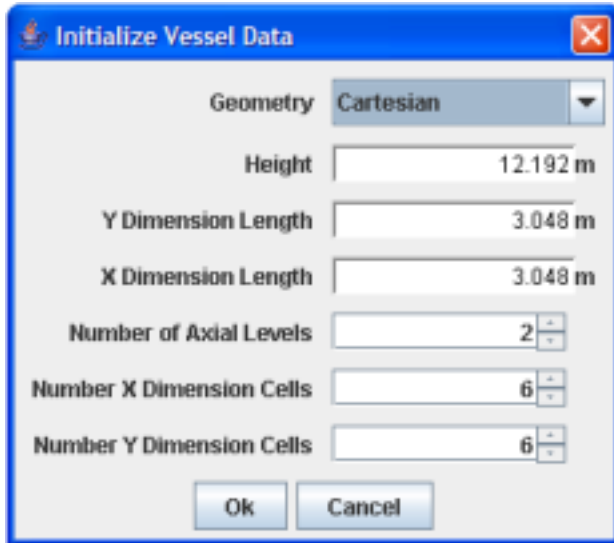 Initialize Vessel Data
Geometry Cartesian
Height 12.192 m
Y Dimension Length 3.048 m
X Dimension Length 3.048 m
Number of Axial Levels 2
Number X Dimension Cells 6
Number Y Dimension Cells 6
Ok Cancel